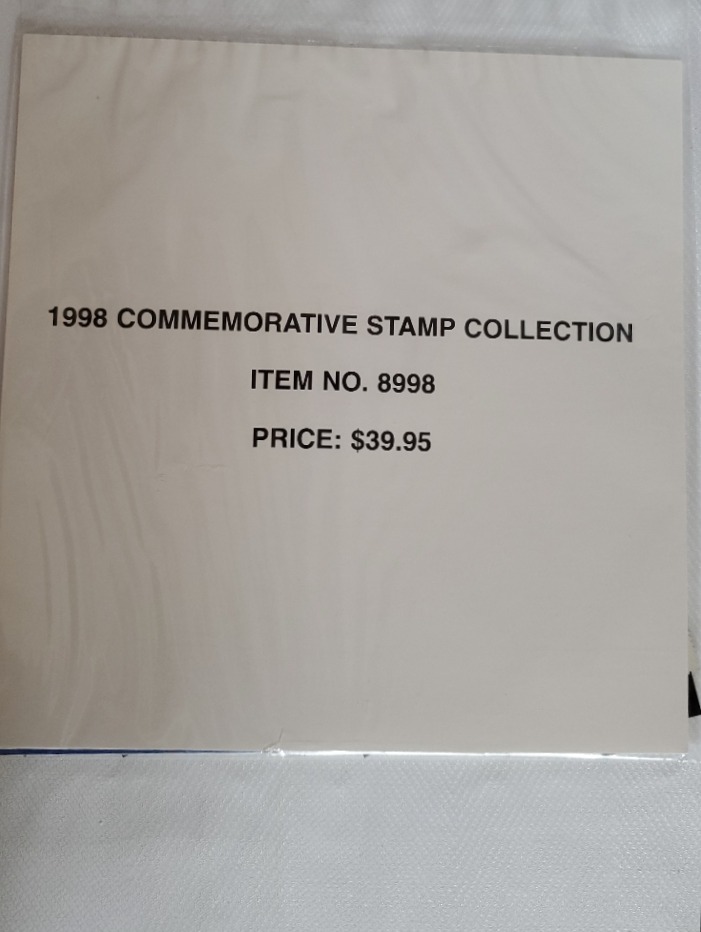 1998 COMMEMORATIVE STAMP COLLECTION
ITEM NO. 8998
PRICE: $39.95